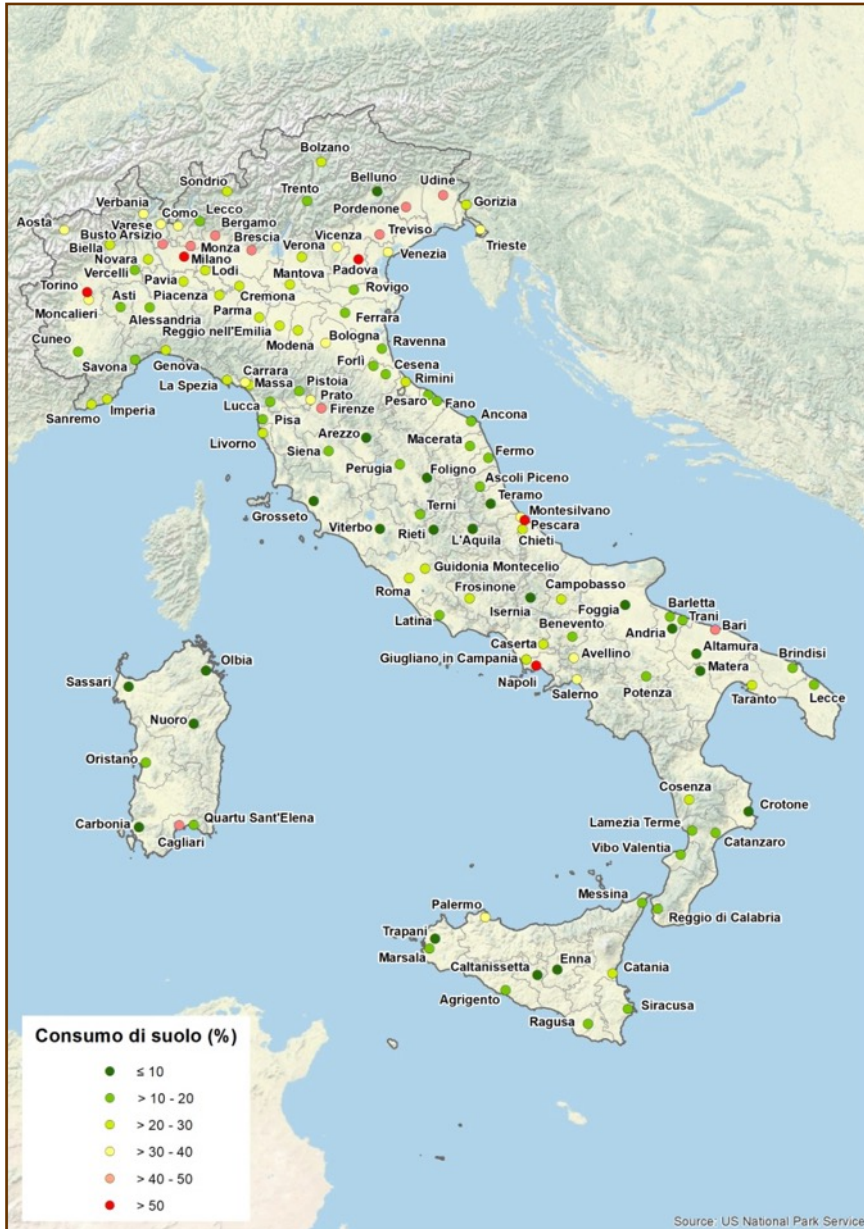 Bolzano
Belluno
Udine
Sondrio
Trento
Gorizia
Verbania
Pordenone
Como
Lecco
Aosta
Varese
Bergamo
Treviso
Busto Arsizio
Vicenza
Trieste
Biella
Monza
Brescia
Verona
Novara
Milano
Venezia
Vercelli
Lodi
Padova
Torino
Pavia
Mantova
Asti
Piacenza
Cremona
Rovigo
Moncalieri
Parma
Alessandria
Ferrara
Reggio nell'Emilia
Cuneo
Modena
Bologna
Ravenna
Savona
Genova
Forlì
Cesena
Carrara
La Spezia
Massa
Pistoia
Rimini
Prato
Pesaro
Fano
Sanremo
Imperia
Lucca
Firenze
Pisa
Ancona
Arezzo
Macerata
Livorno
Siena
Fermo
Perugia
Foligno
Ascoli Piceno
Teramo
Grosseto
Terni
Montesilvano
Viterbo
Rieti
Pescara
L'Aquila
Chieti
Guidonia Montecelio
Roma
Frosinone
Campobasso
Isernia
Foggia
Barletta
Latina
Benevento
Trani
Andria
Bari
Caserta
Altamura
Giugliano in Campania
Avellino
Brindisi
Olbia
Matera
Napoli
Salerno
Potenza
Taranto
Lecce
Sassari
Nuoro
Oristano
Cosenza
Crotone
Carbonia
Quartu Sant'Elena
Lamezia Terme
Cagliari
Catanzaro
Vibo Valentia
Messina
Palermo
Reggio di Calabria
Trapani
Marsala
Enna
Caltanissetta
Catania
Agrigento
Siracusa
Ragusa
Consumo di suolo (%)
≤ 10
> 10 - 20
> 20 - 30
> 30 - 40
> 40 - 50
> 50
Source: US National Park Service